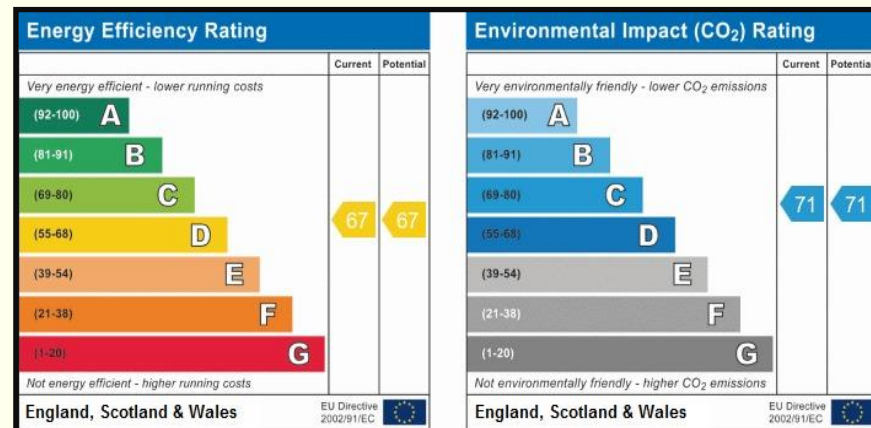 Energy Efficiency Rating
Current Potential
Very energy efficient - lower running costs
(92-100) A
(81-91) B
(69-80) C
(55-68) D
(39-54) E
(21-38) F
(1-20) G
67 67
Not energy efficient - higher running costs
England, Scotland & Wales
EU Directive
2002/91/EC
Environmental Impact (CO₂) Rating
Current Potential
Very environmentally friendly - lower CO₂ emissions
(92-100) A
(81-91) B
(69-80) C
(55-68) D
(39-54) E
(21-38) F
(1-20) G
71 71
Not environmentally friendly - higher CO₂ emissions
England, Scotland & Wales
EU Directive
2002/91/EC